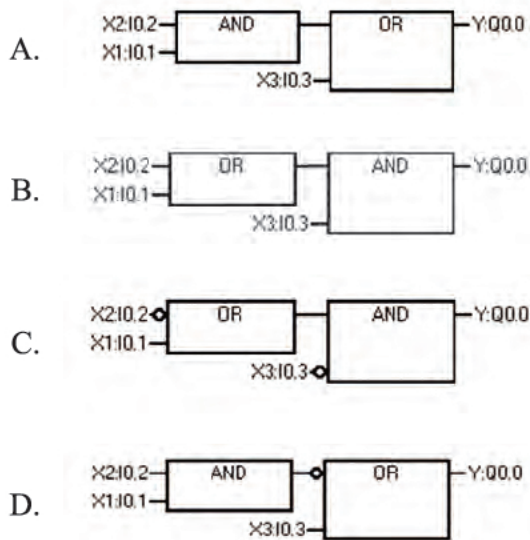 X2:I0.2 AND OR Y:Q0.0
A. X1:I0.1
X3:I0.3
X2:I0.2 OR AND Y:Q0.0
B. X1:I0.1
X3:I0.3
X2:I0.2 OR AND Y:Q0.0
C. X1:I0.1
X3:I0.3
X2:I0.2 AND OR Y:Q0.0
D. X1:I0.1
X3:I0.3